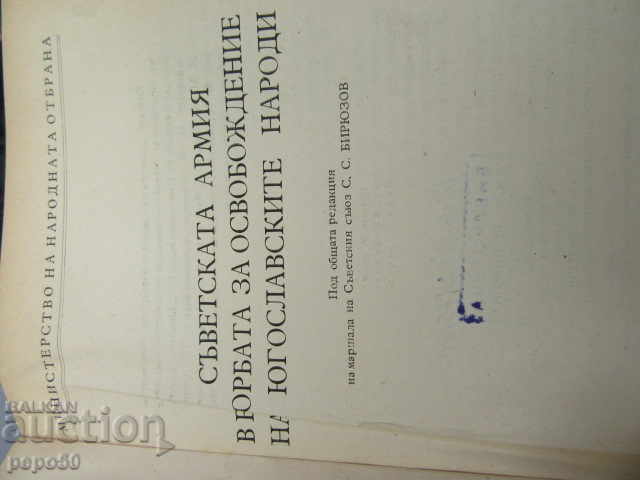 МИНИСТЕРСТВО НА НАРОДНАТА ОТБРАНА
СЪВЕТСКАТА АРМИЯ
В БОРБАТА ЗА ОСВОБОЖДЕНИЕ
НА ЮГОСЛАВСКИТЕ НАРОДИ
Под общата редакция
на маршала на Съветския съюз С. С. БИРЮЗОВ
BALKAN
auction
pepo50